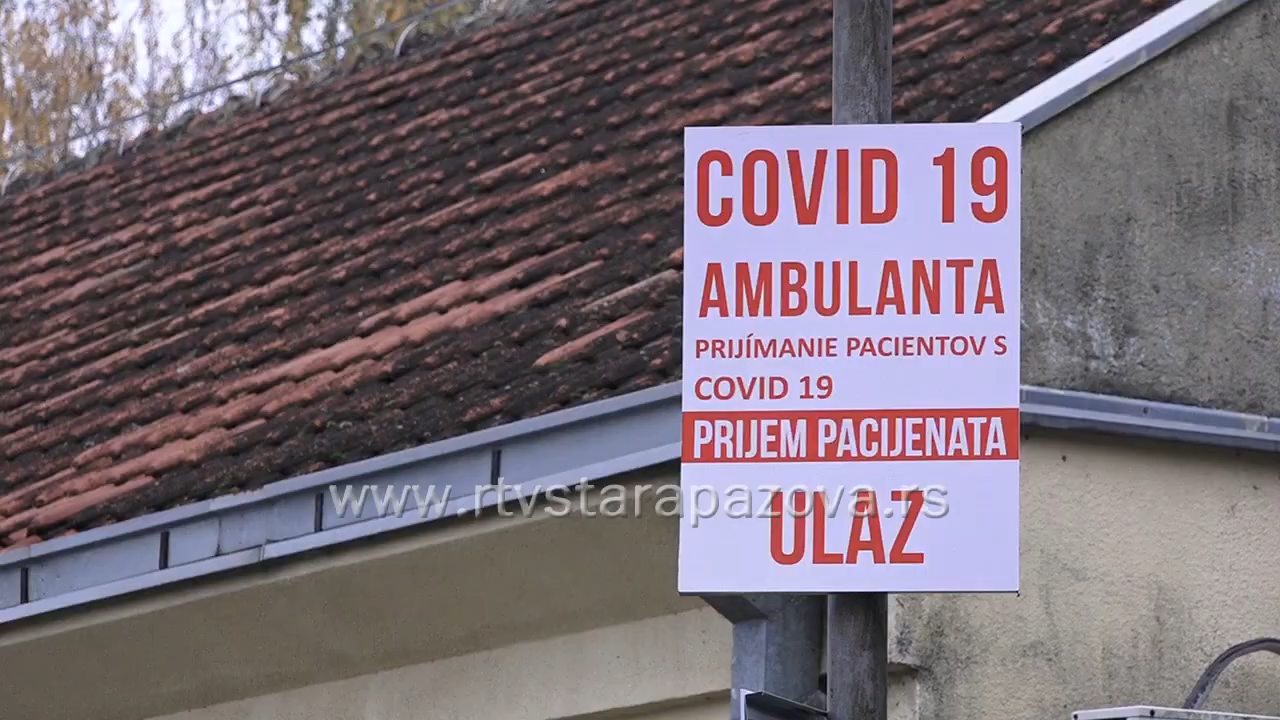 COVID 19
AMBULANTA
PRIJÍMANIE PACIENTOV S
COVID 19
PRIJEM PACIJENATA
www.rtvstarapazova.rs
ULAZ